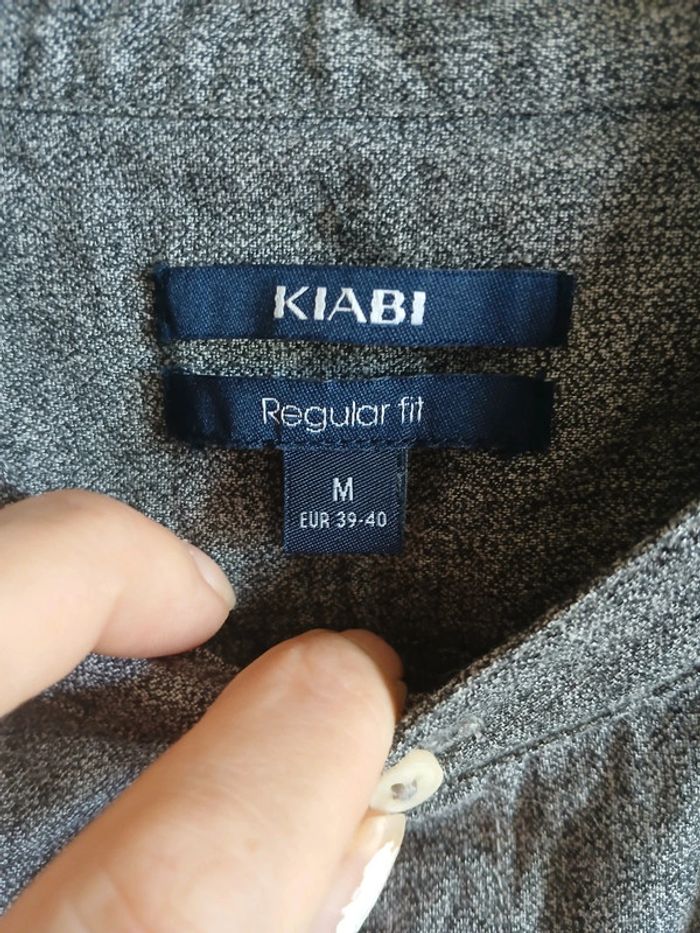 KIABI
Regular fit
M
EUR 39-40